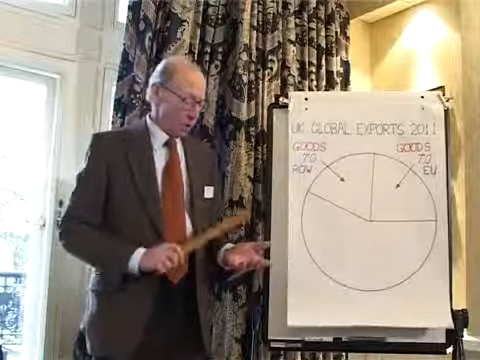 UK GLOBAL EXPORTS 2011
GOODS
TO
ROW
GOODS
TO
EU